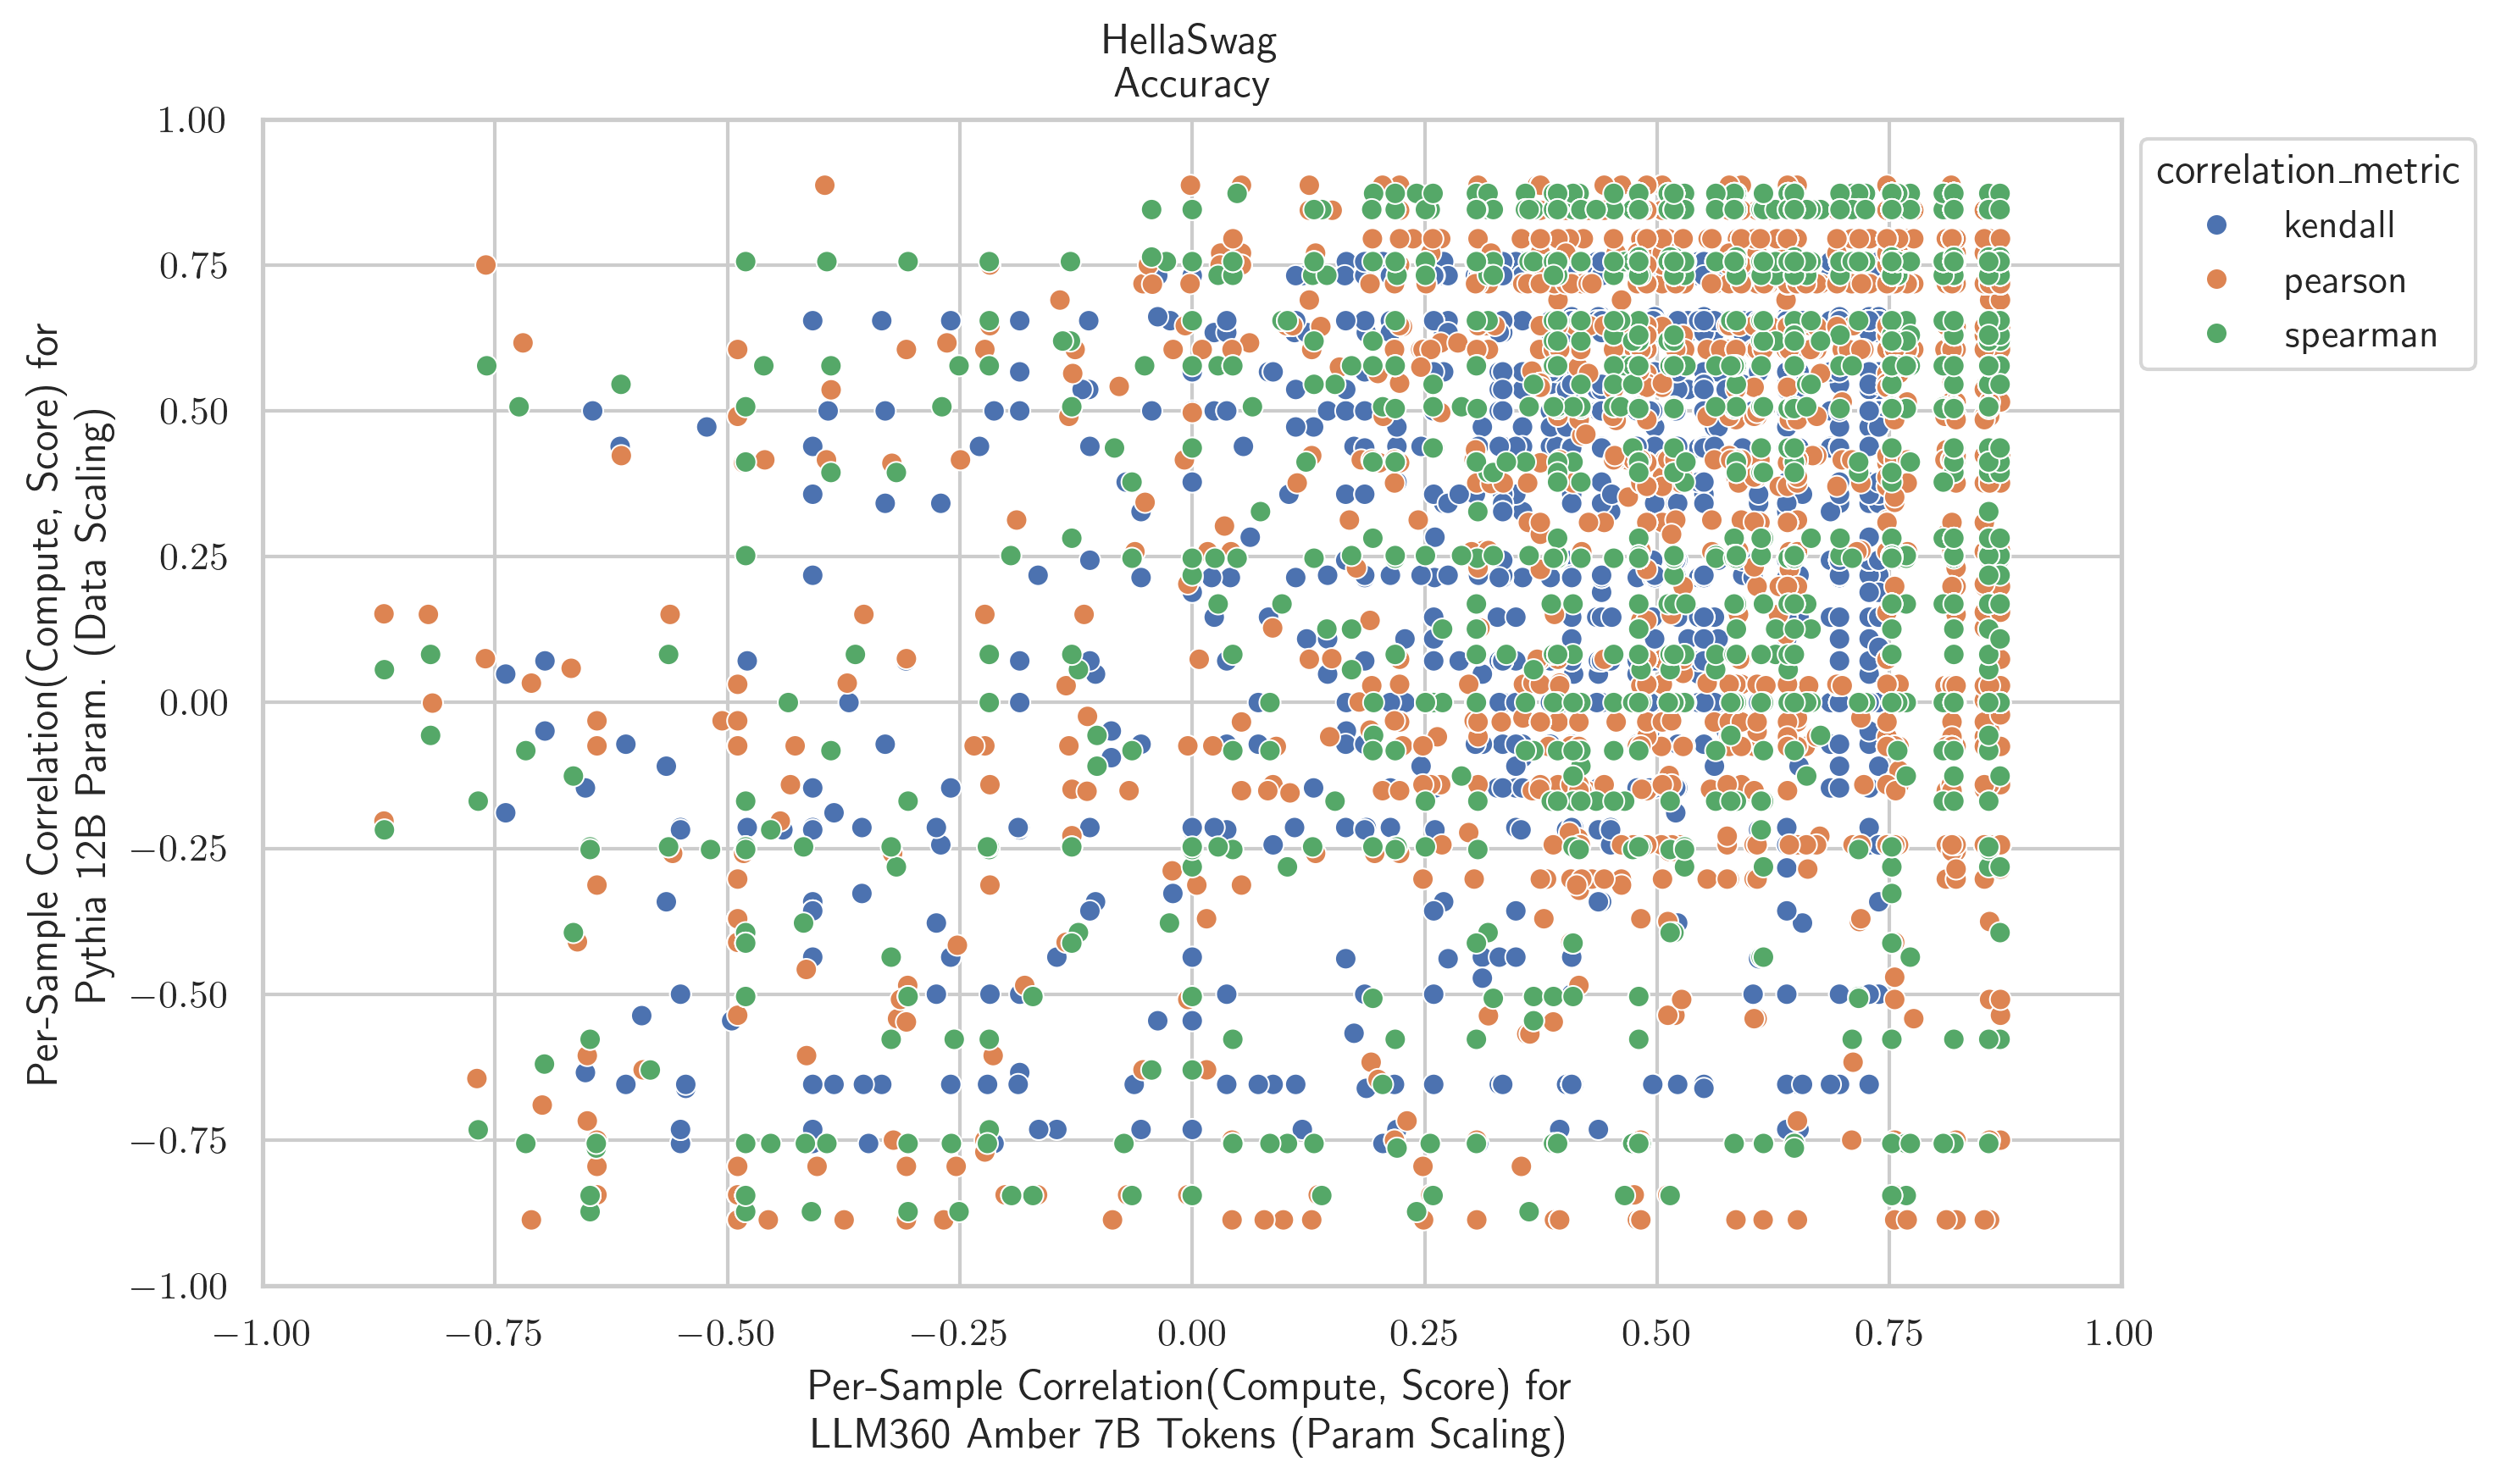 HellaSwag
Accuracy
Per-Sample Correlation(Compute, Score) for
Pythia 12B Param. (Data Scaling)
1.00
0.75
0.50
0.25
0.00
−0.25
−0.50
−0.75
−1.00
−1.00 −0.75 −0.50 −0.25 0.00 0.25 0.50 0.75 1.00
Per-Sample Correlation(Compute, Score) for
LLM360 Amber 7B Tokens (Param Scaling)
correlation_metric
kendall
pearson
spearman